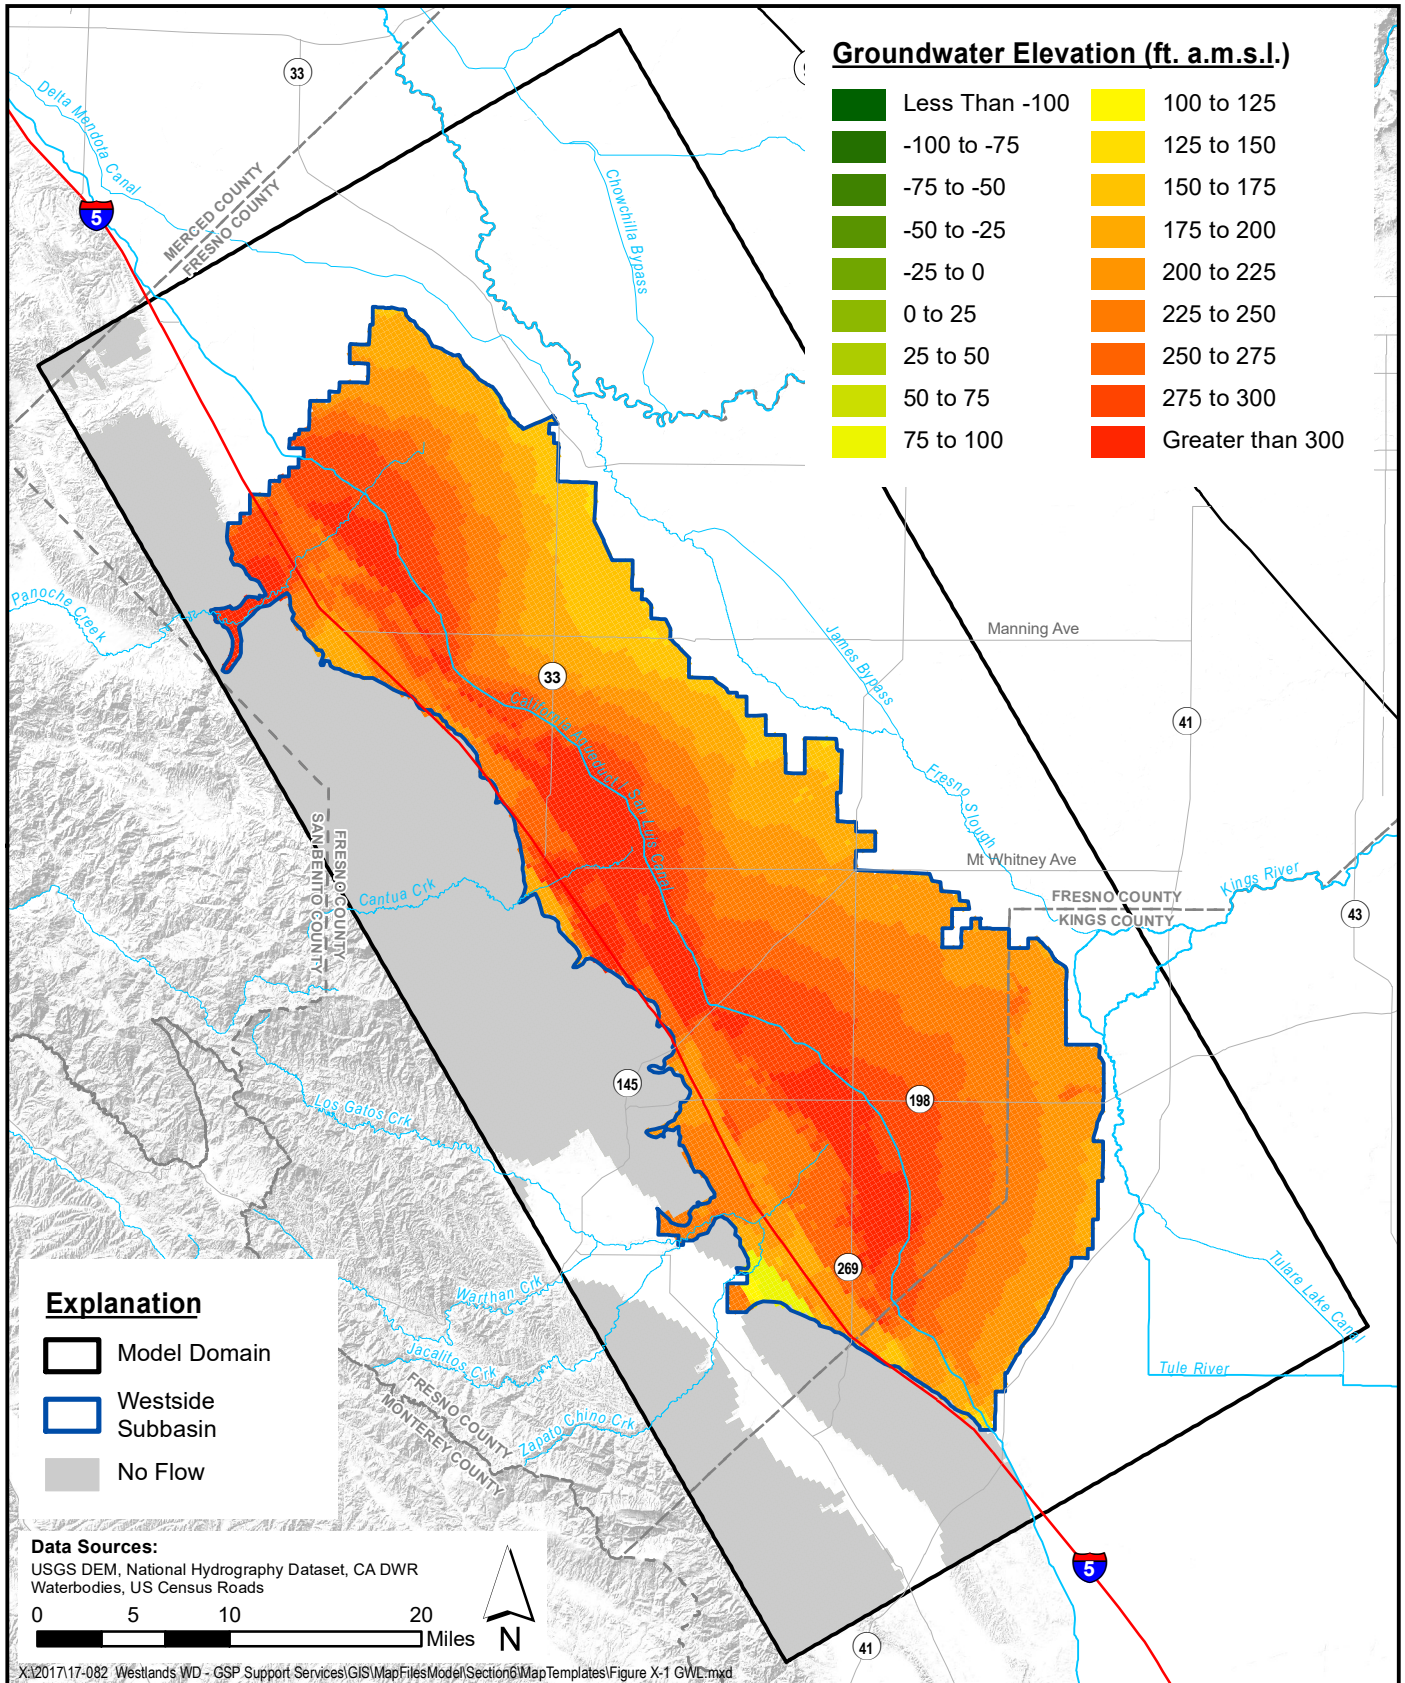 Groundwater Elevation (ft. a.m.s.l.)
Less Than -100
-100 to -75
-75 to -50
-50 to -25
-25 to 0
0 to 25
25 to 50
50 to 75
75 to 100
100 to 125
125 to 150
150 to 175
175 to 200
200 to 225
225 to 250
250 to 275
275 to 300
Greater than 300
33
Delta Mendota Canal
5
MERCED COUNTY
FRESNO COUNTY
Chowchilla Bypass
Panoche Creek
James Bypass
Manning Ave
33
California Aqueduct / San Luis Canal
41
Fresno Slough
Mt Whitney Ave
Kings River
FRESNO COUNTY
KINGS COUNTY
43
SAN BENITO COUNTY
FRESNO COUNTY
Cantua Crk
145
198
Los Gatos Crk
269
Warthan Crk
Jacalitos Crk
Tulare Lake Canal
Tule River
FRESNO COUNTY
MONTEREY COUNTY
Zapato Chino Crk
5
41
Explanation
Model Domain
Westside
Subbasin
No Flow
Data Sources:
USGS DEM, National Hydrography Dataset, CA DWR
Waterbodies, US Census Roads
0 5 10 20
Miles
N
X:\2017\17-082 Westlands WD - GSP Support Services\GIS\MapFilesModel\Section6\MapTemplates\Figure X-1 GWL.mxd